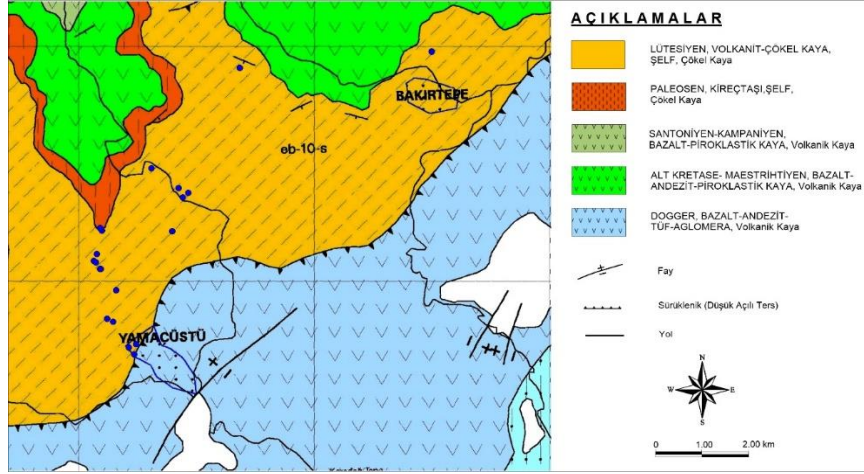 BAKIRTEPE
eb-10-s
YAMAÇÜSTÜ
AÇIKLAMALAR
LÜTESİYEN, VOLKANİT-ÇÖKEL KAYA,
ŞELF, Çökel Kaya
PALEOSEN, KİREÇTAŞI,ŞELF,
Çökel Kaya
SANTONİYEN-KAMPANİYEN,
BAZALT-PİROKLASTİK KAYA, Volkanik Kaya
ALT KRETASE- MAESTRİHTİYEN, BAZALT-
ANDEZİT-PİROKLASTİK KAYA, Volkanik Kaya
DOGGER, BAZALT-ANDEZİT-
TÜF-AGLOMERA, Volkanik Kaya
Fay
Sürüklenik (Düşük Açılı Ters)
Yol
N
W E
S
0 1.00 2.00 km